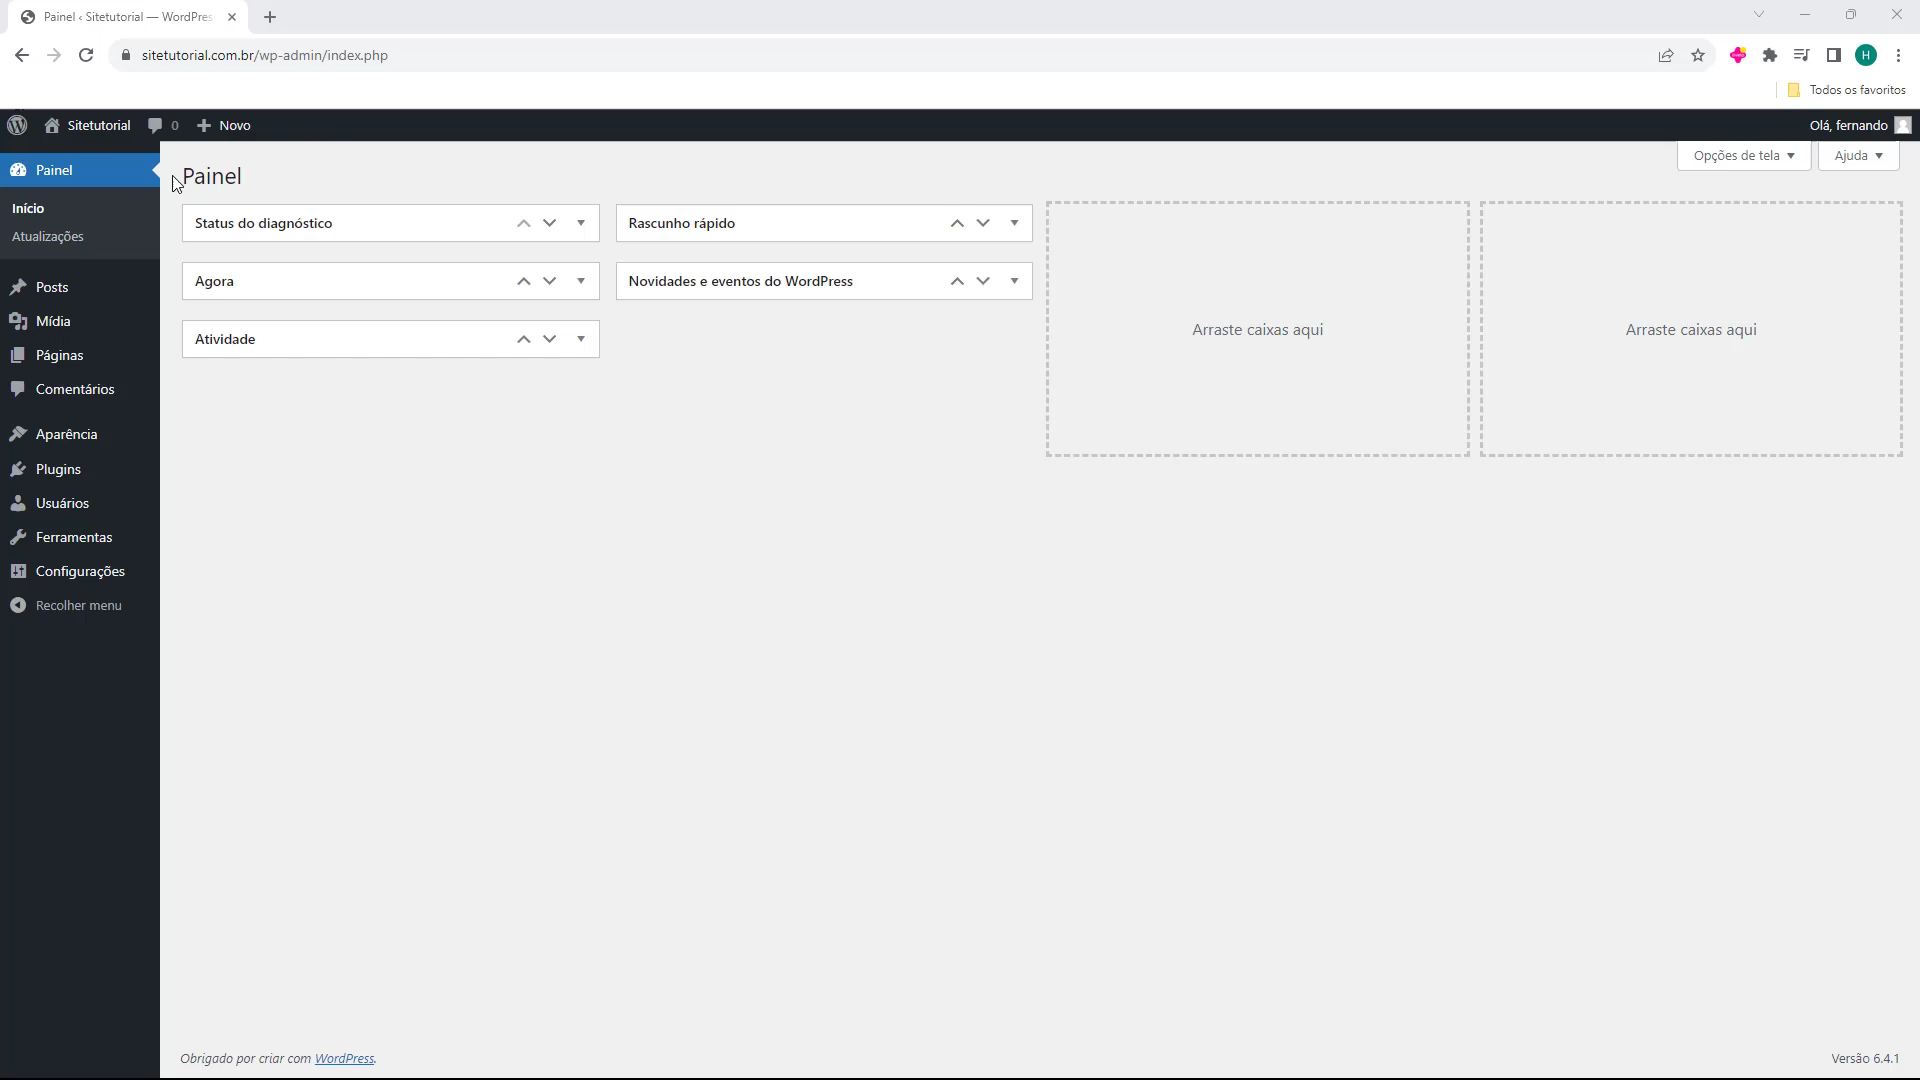 Painel ‹ Sitetutorial — WordPres
sitetutorial.com.br/wp-admin/index.php
H
Todos os favoritos
Sitetutorial
0
Novo
Olá, fernando
Painel
Início
Atualizações
Posts
Mídia
Páginas
Comentários
Aparência
Plugins
Usuários
Ferramentas
Configurações
Recolher menu
Painel
Opções de tela
Ajuda
Status do diagnóstico
Agora
Atividade
Rascunho rápido
Novidades e eventos do WordPress
Arraste caixas aqui
Arraste caixas aqui
Obrigado por criar com WordPress.
Versão 6.4.1